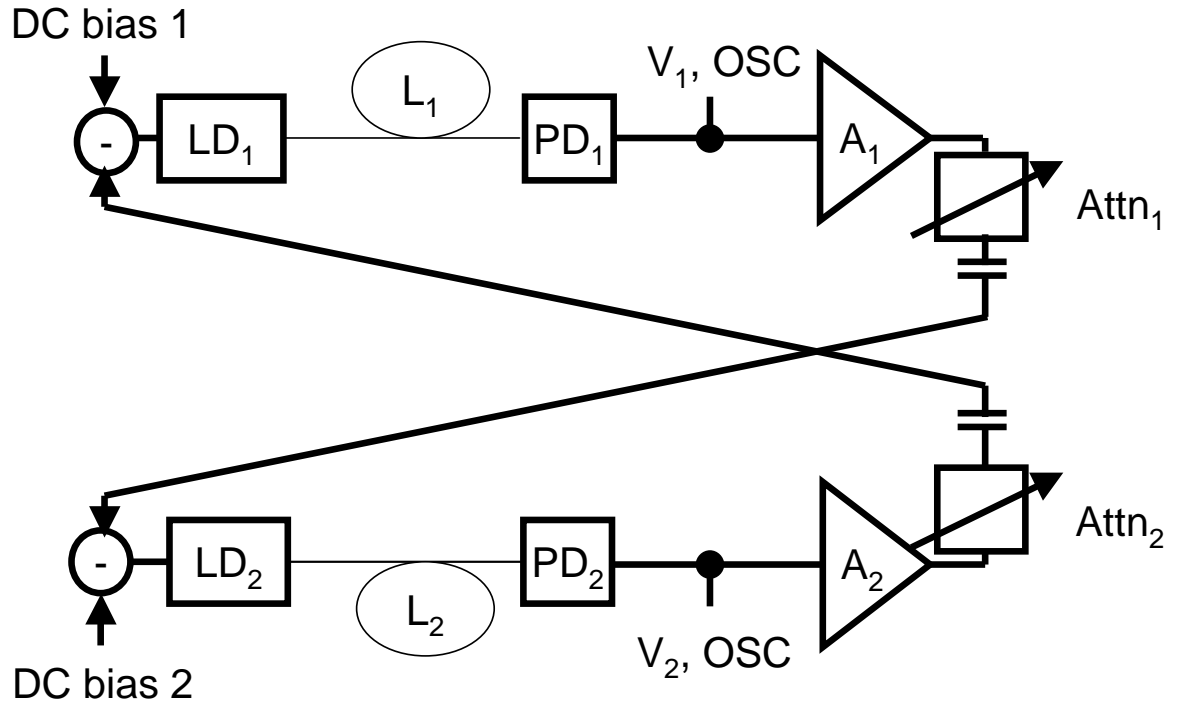 DC bias 1
-
LD₁
L₁
PD₁
V₁, OSC
A₁
Attn₁
-
LD₂
L₂
PD₂
V₂, OSC
A₂
Attn₂
DC bias 2